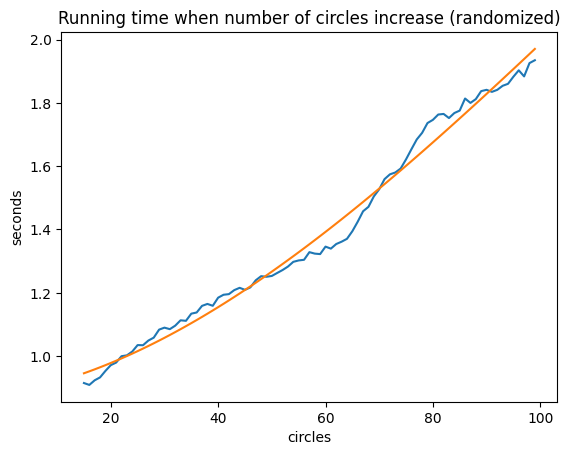 Running time when number of circles increase (randomized)
2.0
1.8
1.6
1.4
1.2
1.0
seconds
20 40 60 80 100
circles